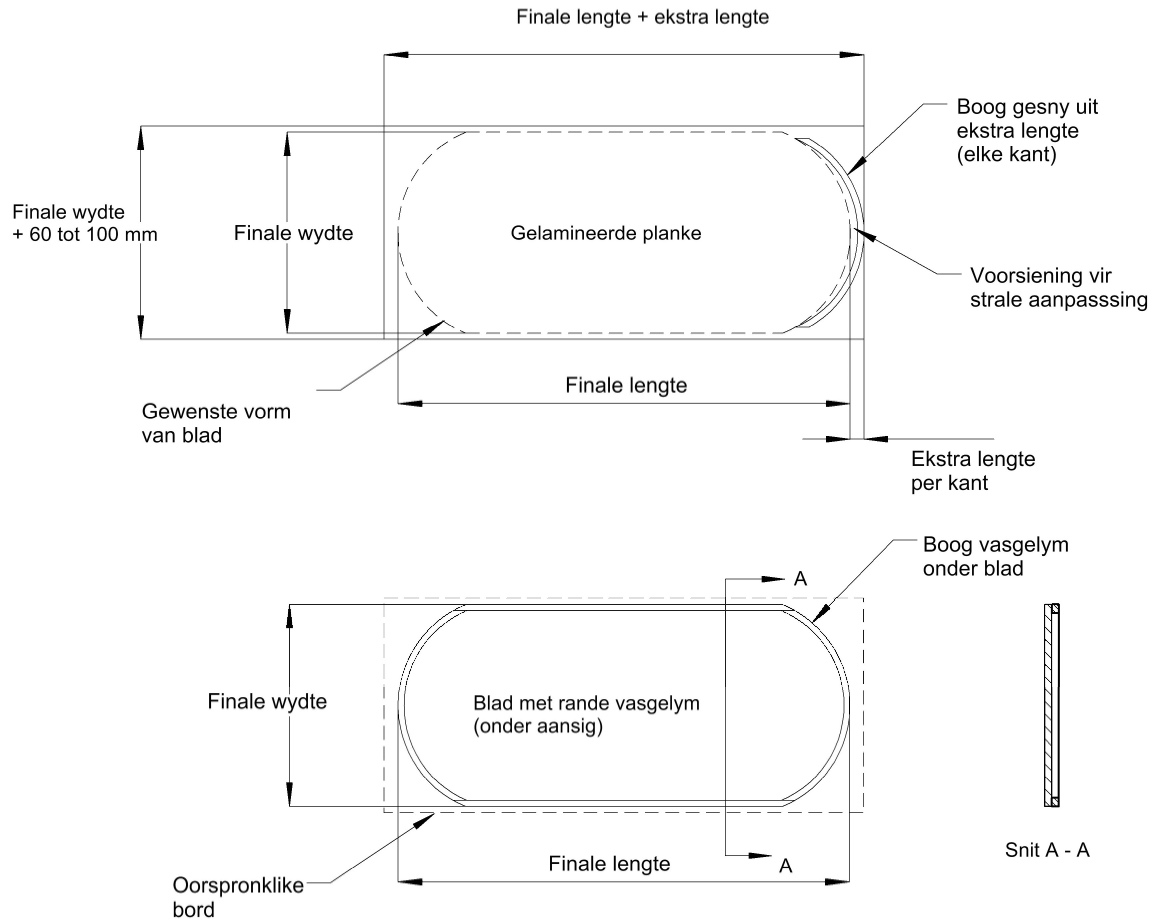 Finale lengte + ekstra lengte
Boog gesny uit
ekstra lengte
(elke kant)
Finale wydte
+ 60 tot 100 mm
Finale wydte
Gelamineerde planke
Voorsiening vir
strale aanpasssing
Finale lengte
Gewenste vorm
van blad
Ekstra lengte
per kant
Boog vasgelym
onder blad
A
Finale wydte
Blad met rande vasgelym
(onder aansig)
Snit A - A
Finale lengte
A
Oorspronklike
bord